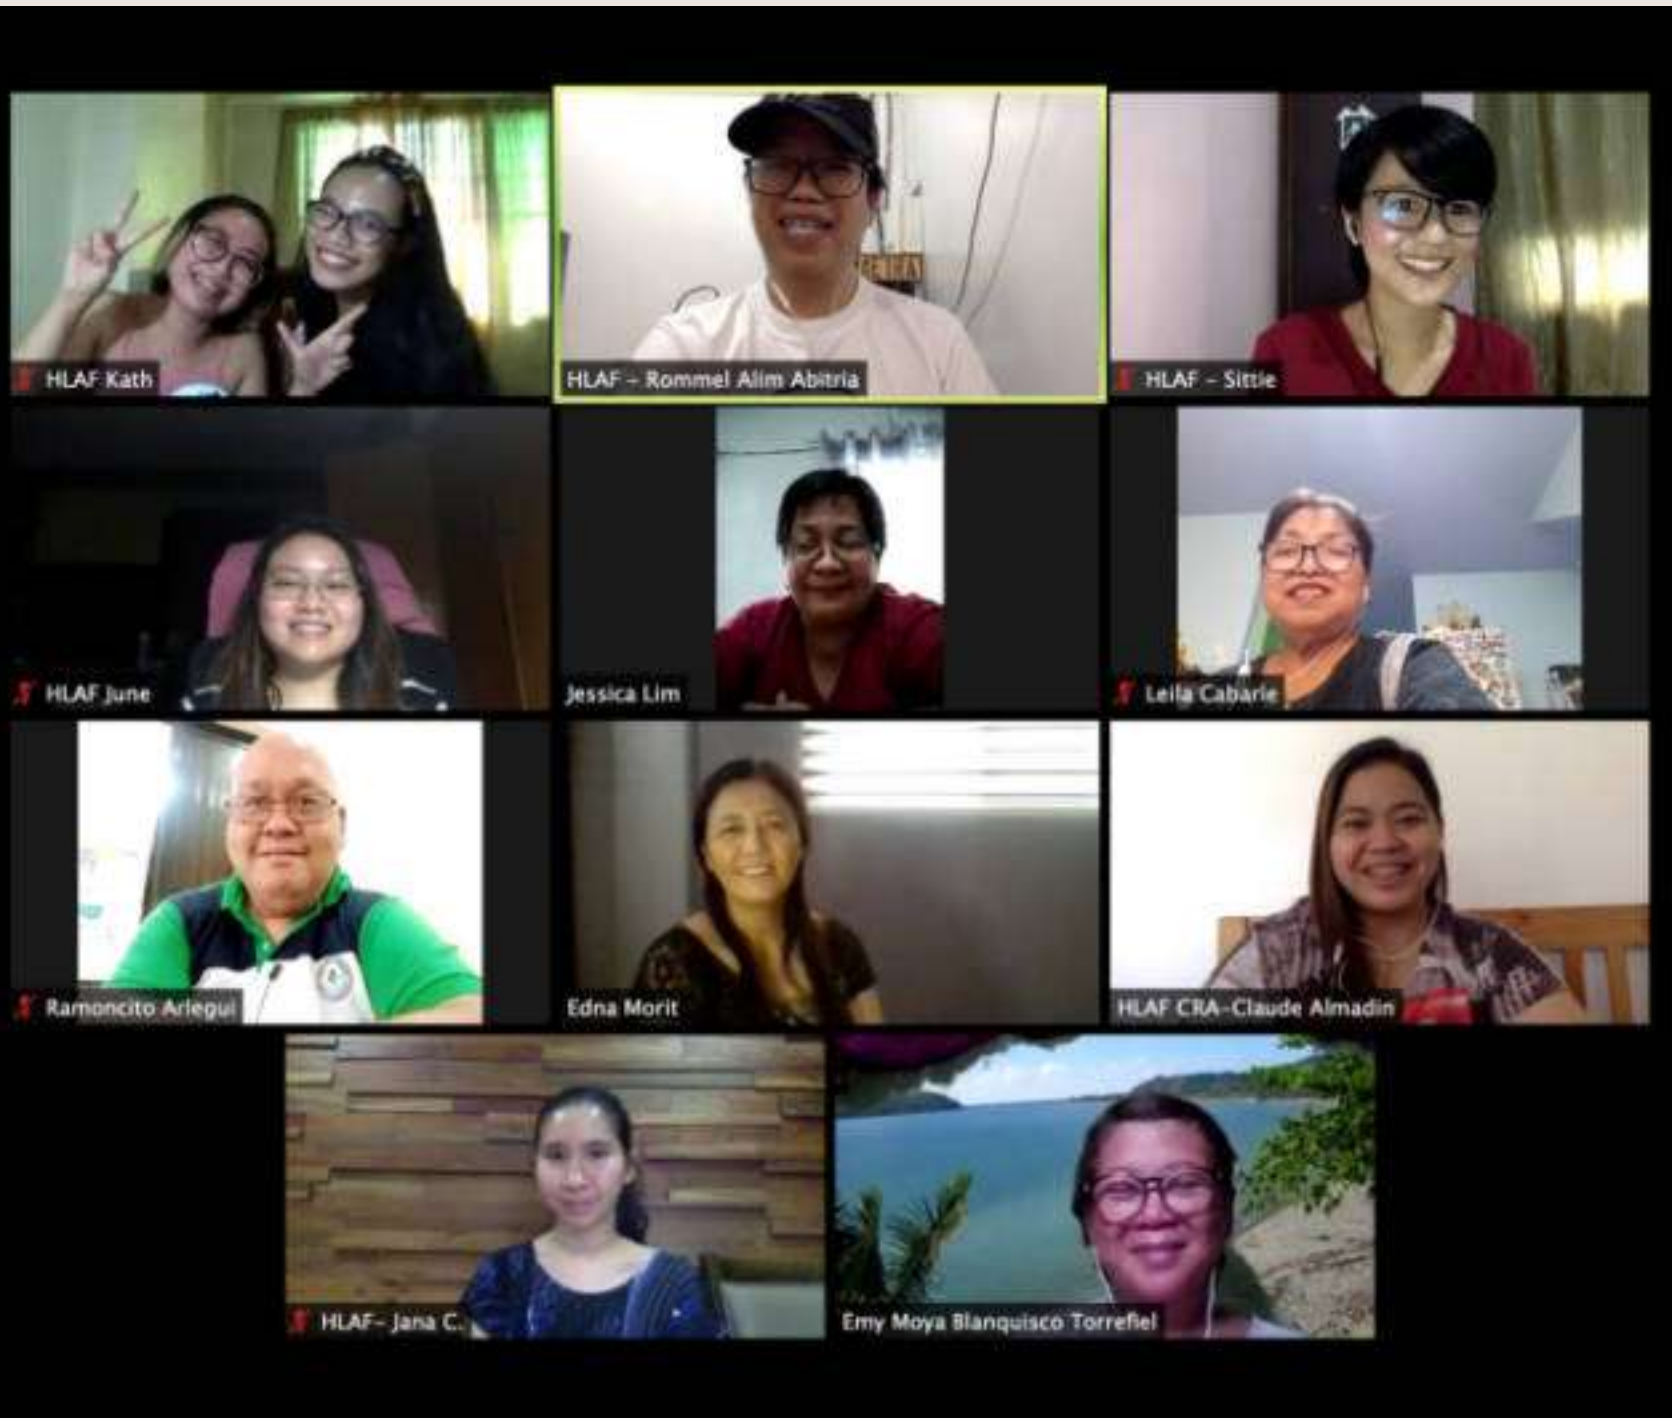 HLAF Kath
HLAF - Rommel Alim Abitria
HLAF - Sittie
HLAF June
Jessica Lim
Leila Cabarle
Ramoncito Arlegui
Edna Morit
HLAF CRA-Claude Almadin
HLAF- Jana C.
Emy Moya Blanquisco Torrefiel